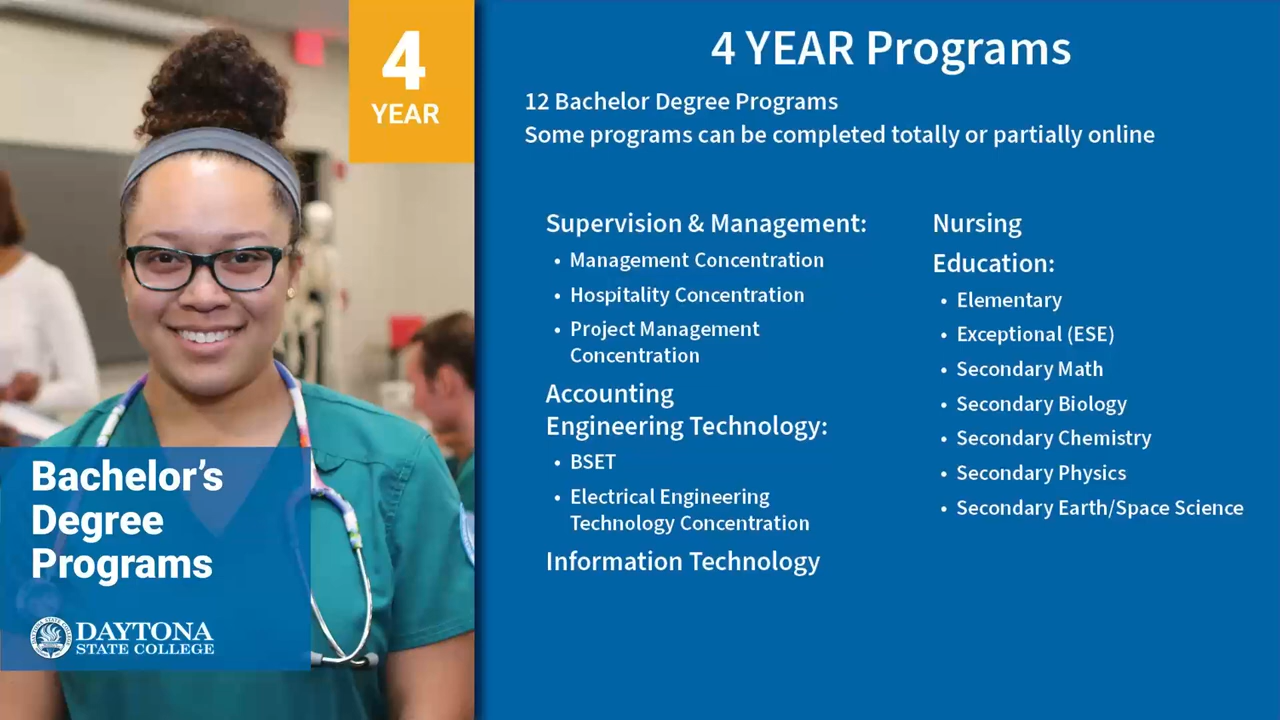 4
YEAR
Bachelor's
Degree
Programs
DAYTONA
STATE COLLEGE
4 YEAR Programs
12 Bachelor Degree Programs
Some programs can be completed totally or partially online
Supervision & Management:
• Management Concentration
• Hospitality Concentration
• Project Management
Concentration
Accounting
Engineering Technology:
• BSET
• Electrical Engineering
Technology Concentration
Information Technology
Nursing
Education:
• Elementary
• Exceptional (ESE)
• Secondary Math
• Secondary Biology
• Secondary Chemistry
• Secondary Physics
• Secondary Earth/Space Science